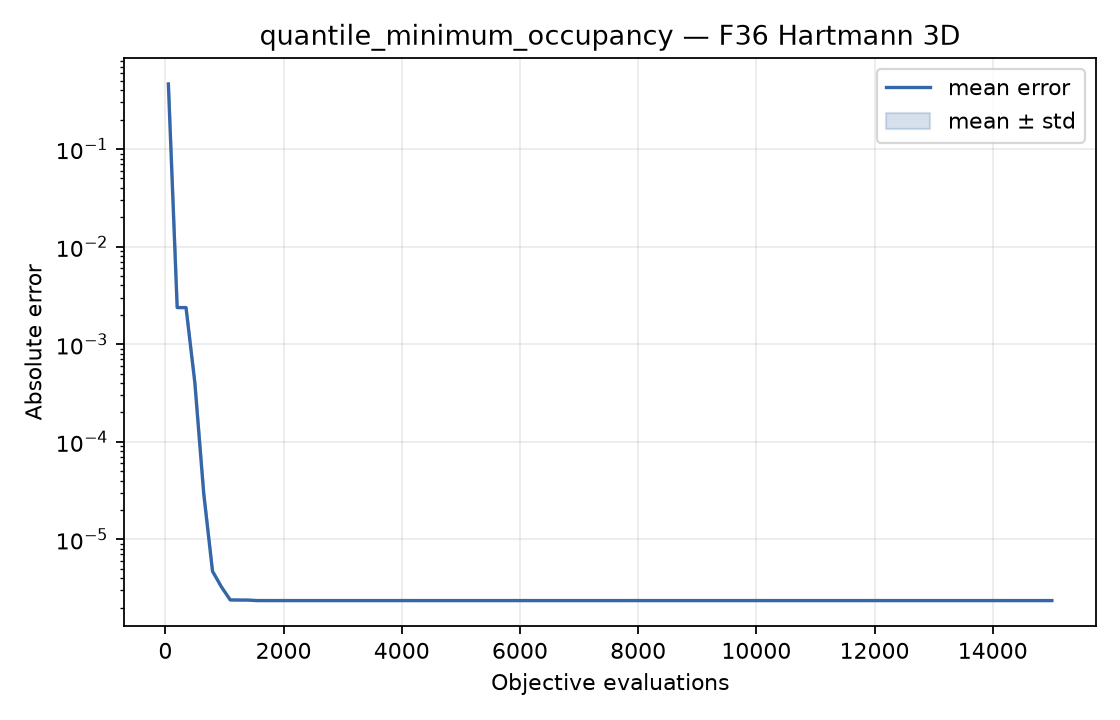 quantile_minimum_occupancy — F36 Hartmann 3D
mean error
mean ± std
Absolute error
10⁻¹
10⁻²
10⁻³
10⁻⁴
10⁻⁵
0 2000 4000 6000 8000 10000 12000 14000
Objective evaluations